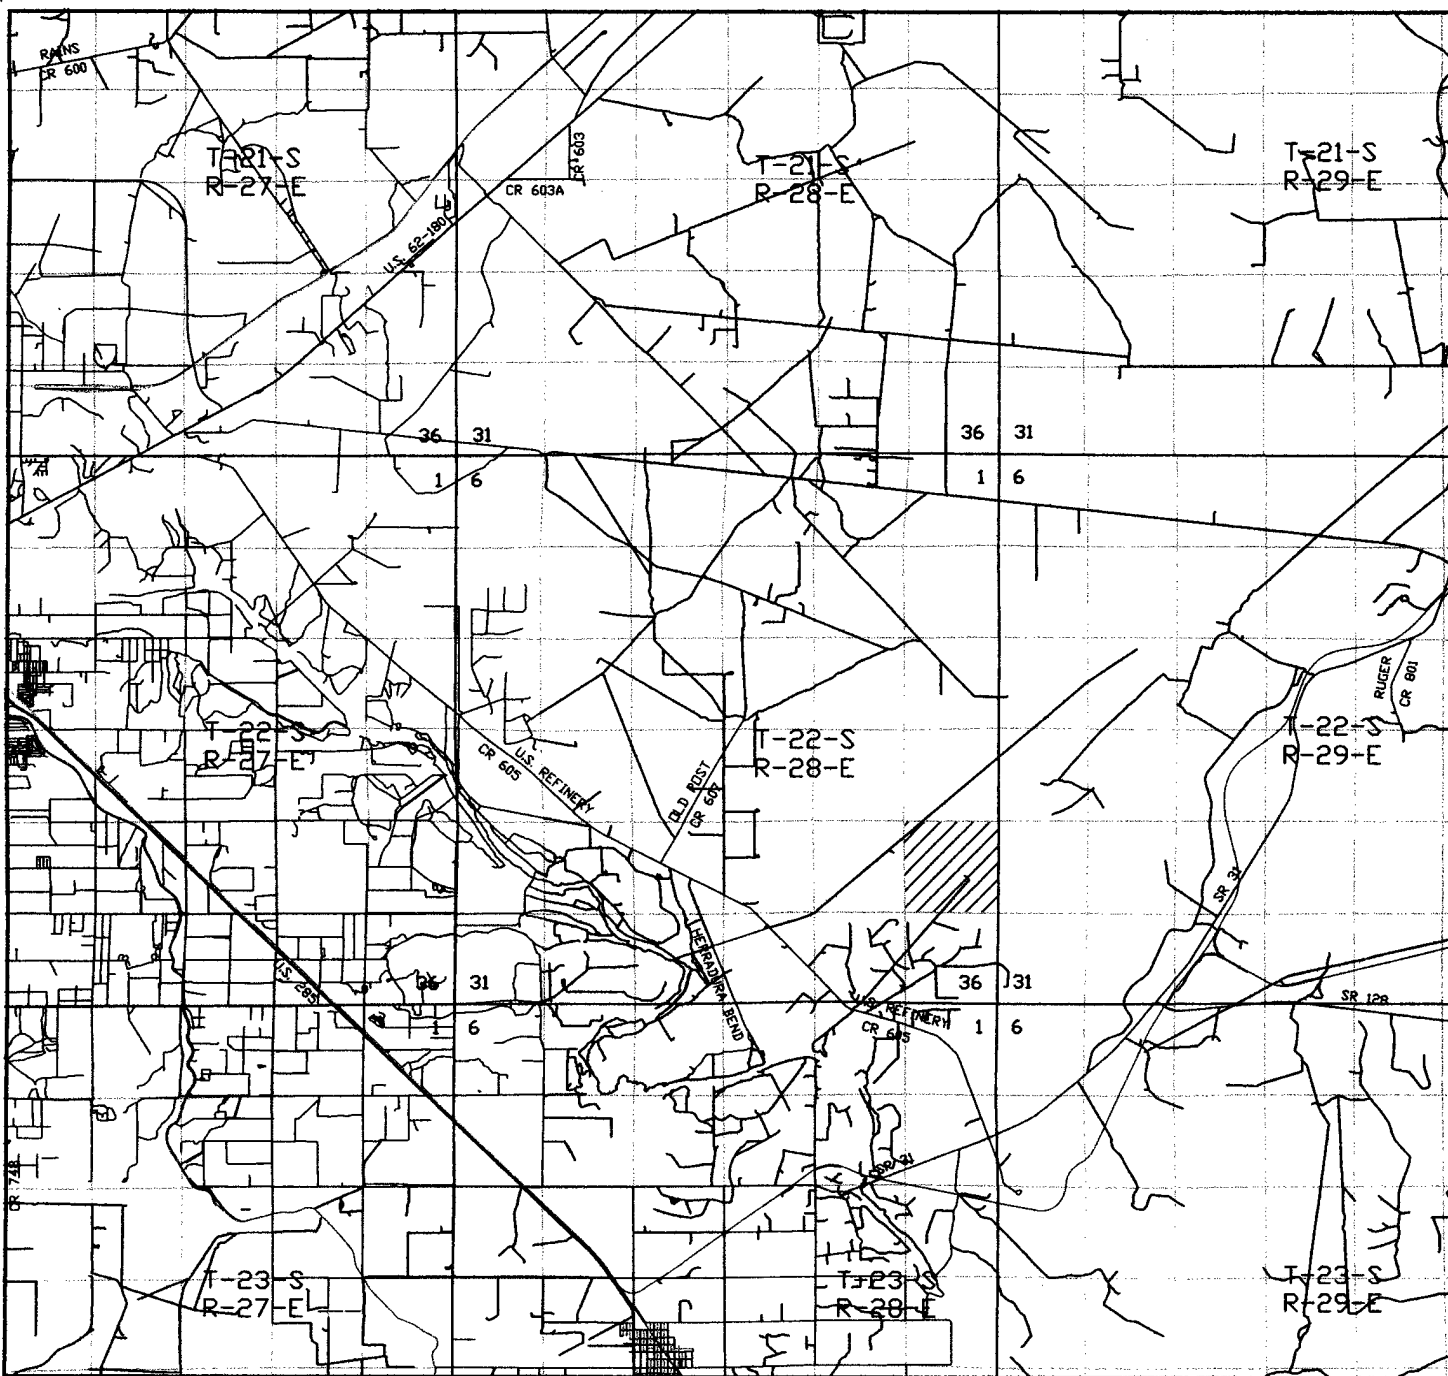 RAINS
CR 600
T-21-S
R-27-E
CR 603
CR 603A
T-21-S
R-28-E
T-21-S
R-29-E
U.S. 62-180
36 31
1 6
36 31
1 6
RUGER
CR 801
T-22-S
R-27-E
U.S. REFINERY
CR 605
OLD POST
CR 607
T-22-S
R-28-E
T-22-S
R-29-E
SR 31
U.S. 285
HERRADURA BEND
36 31
1 6
36 31
1 6
U.S. REFINERY
CR 605
SR 128
CR 748
SR 31
T-23-S
R-27-E
T-23-S
R-28-E
T-23-S
R-29-E